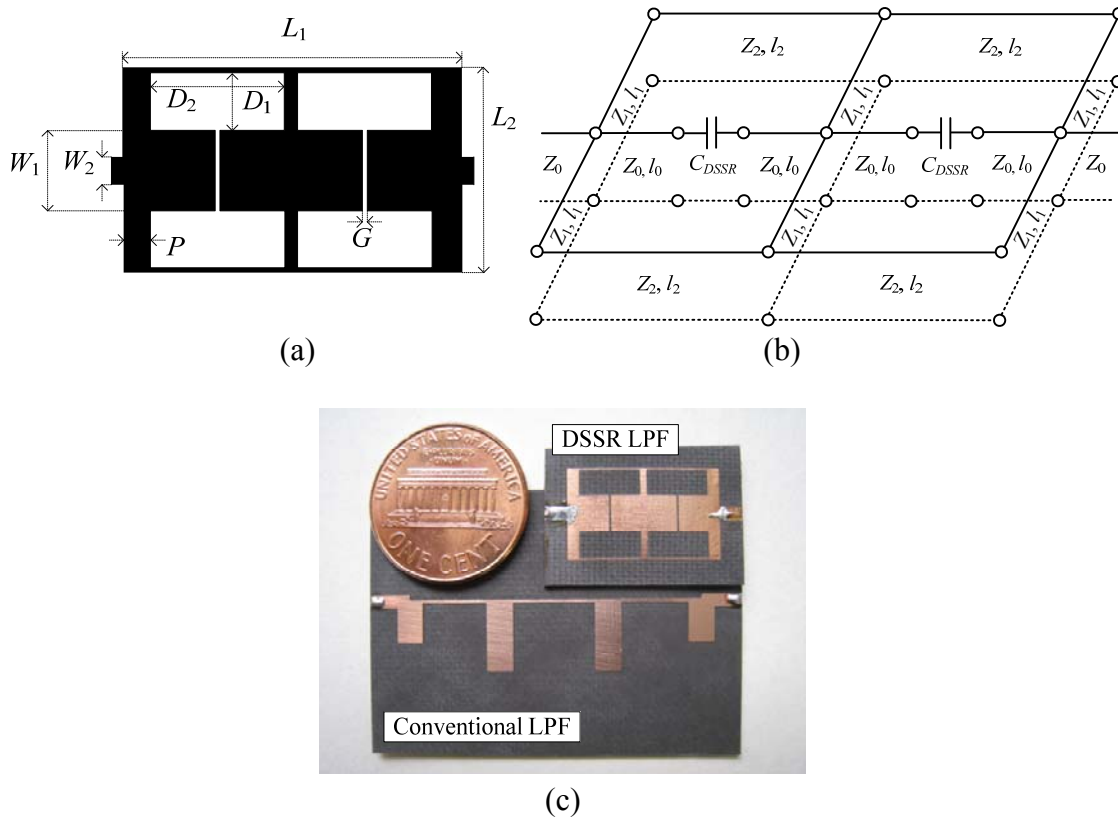 L₁
D₂ D₁
L₂
W₁ W₂
P G
(a)
Z₂, l₂ Z₂, l₂
Z₁, l₁ Z₁, l₁ Z₁, l₁
Z₀ Z₀, l₀ C_DSSR Z₀, l₀ Z₀, l₀ C_DSSR Z₀, l₀ Z₀
Z₁, l₁ Z₁, l₁ Z₁, l₁
Z₂, l₂ Z₂, l₂
(b)
DSSR LPF
UNITED STATES OF AMERICA
ONE CENT
Conventional LPF
(c)